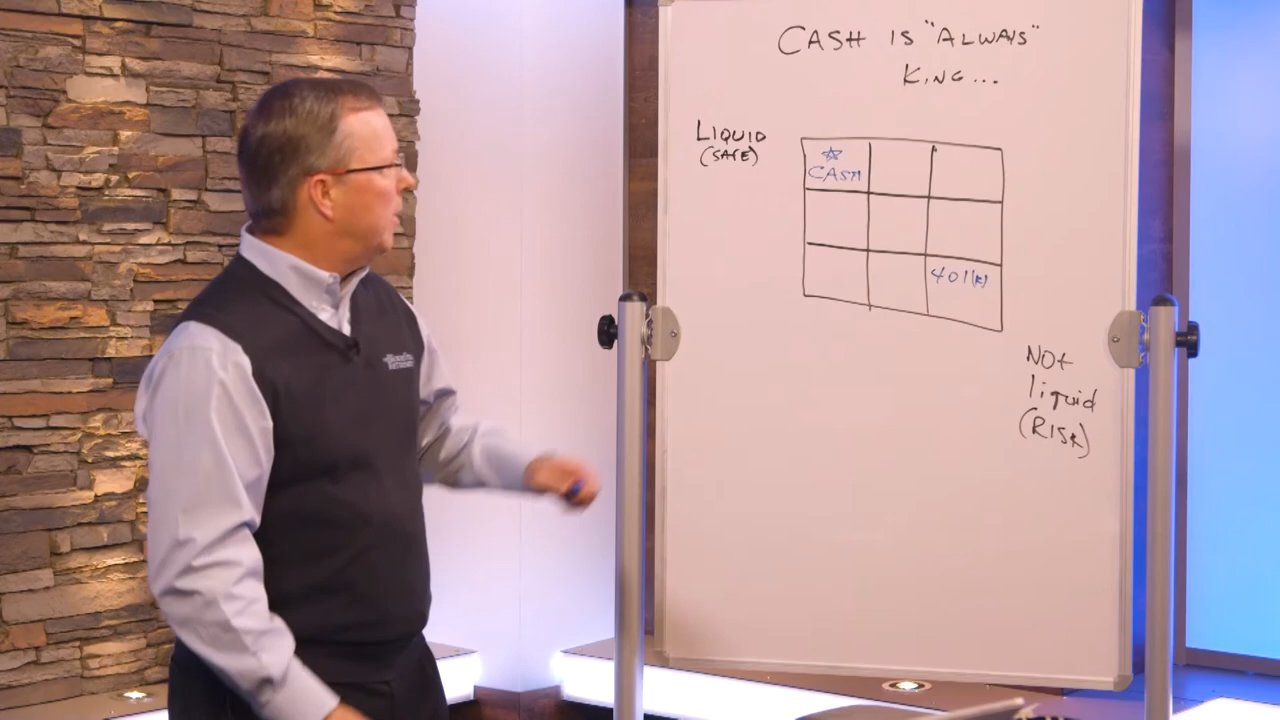 CASH IS "ALWAYS"
KING...
LIQUID
(SAFE)
CASH
401(k)
NOt
liquid
(RISK)